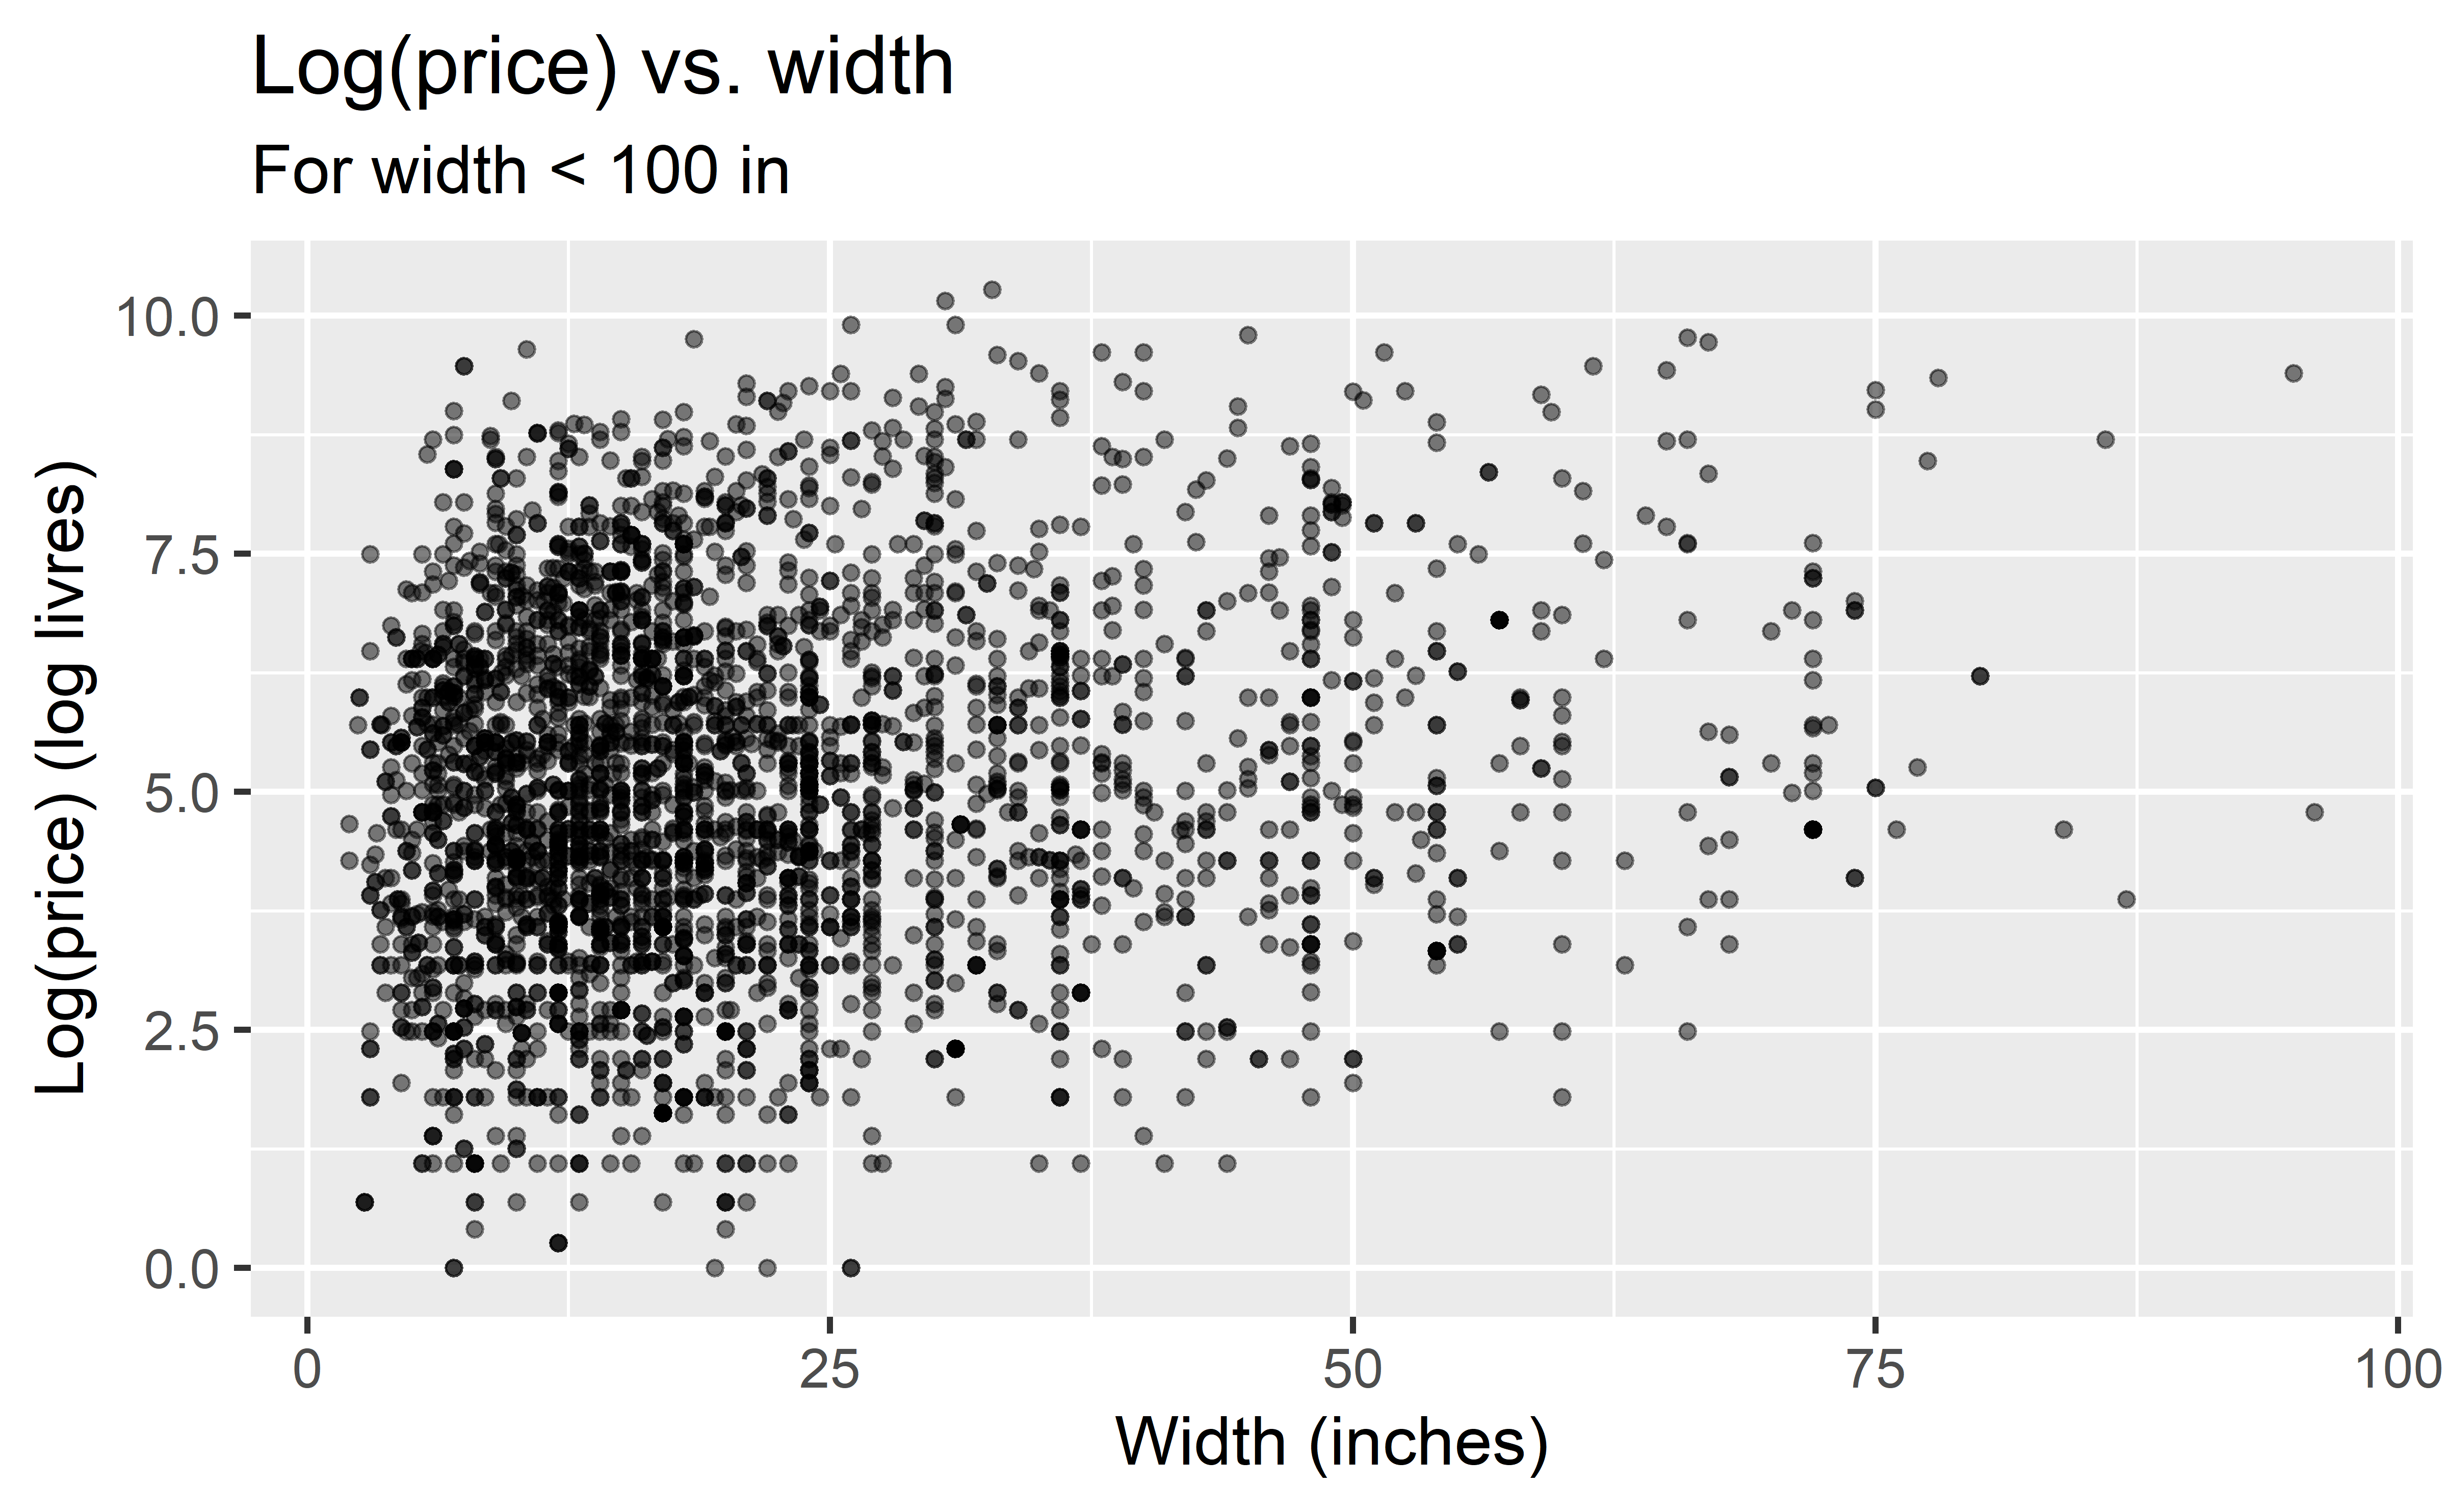 Log(price) vs. width
For width < 100 in
Log(price) (log livres)
10.0
7.5
5.0
2.5
0.0
0 25 50 75 100
Width (inches)